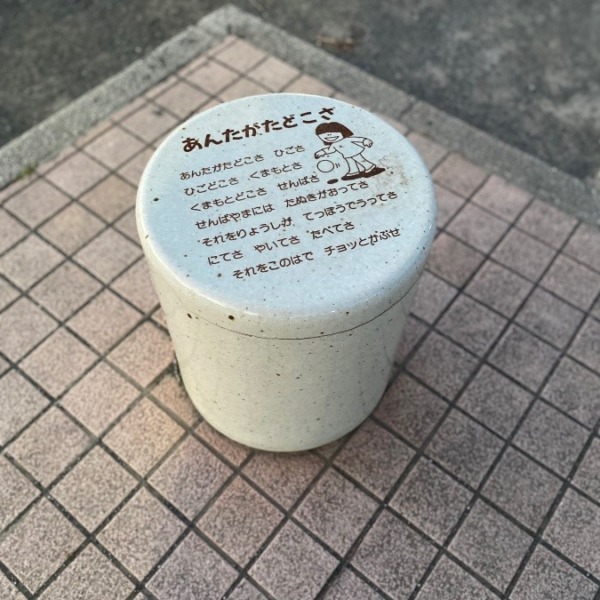 あんたがたどこさ
あんたがたどこさ　ひごさ
ひごどこさ　くまもとさ
くまもとどこさ　せんばさ
せんばやまには　たぬきがおってさ
それをりょうしが　てっぽうでうってさ
にてさ　やいてさ　たべてさ
それをこのはで　チョッとかぶせ